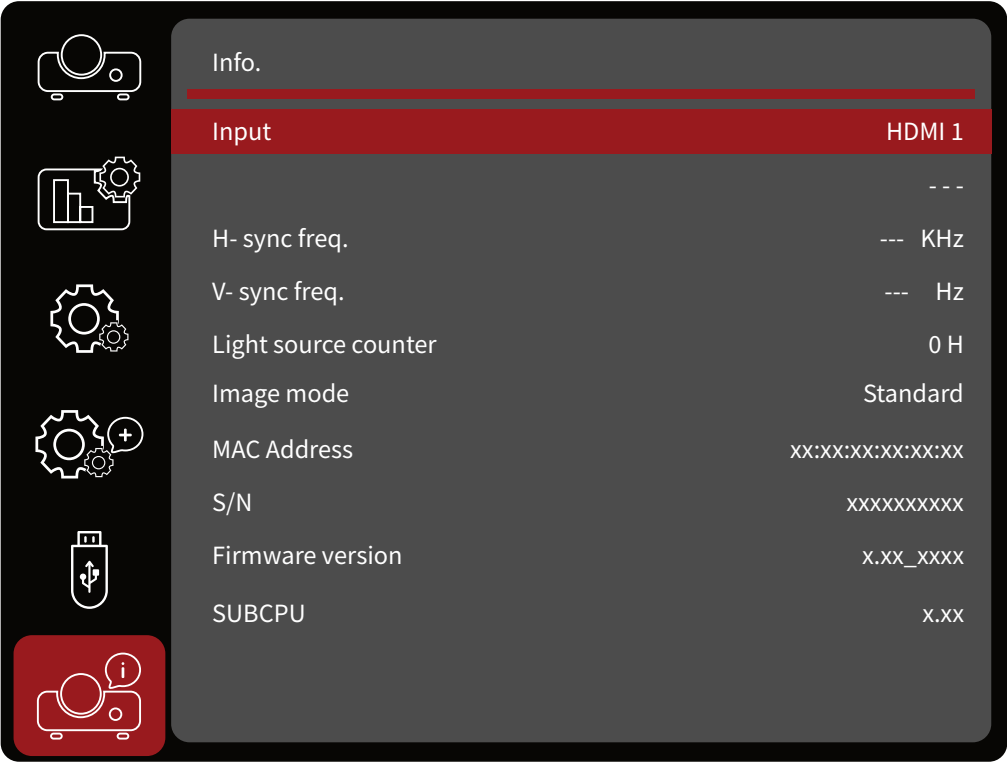 Info.
Input HDMI 1
- - -
H- sync freq. --- KHz
V- sync freq. --- Hz
Light source counter 0 H
Image mode Standard
MAC Address xx:xx:xx:xx:xx:xx
S/N xxxxxxxxxx
Firmware version x.xx_xxxx
SUBCPU x.xx
i